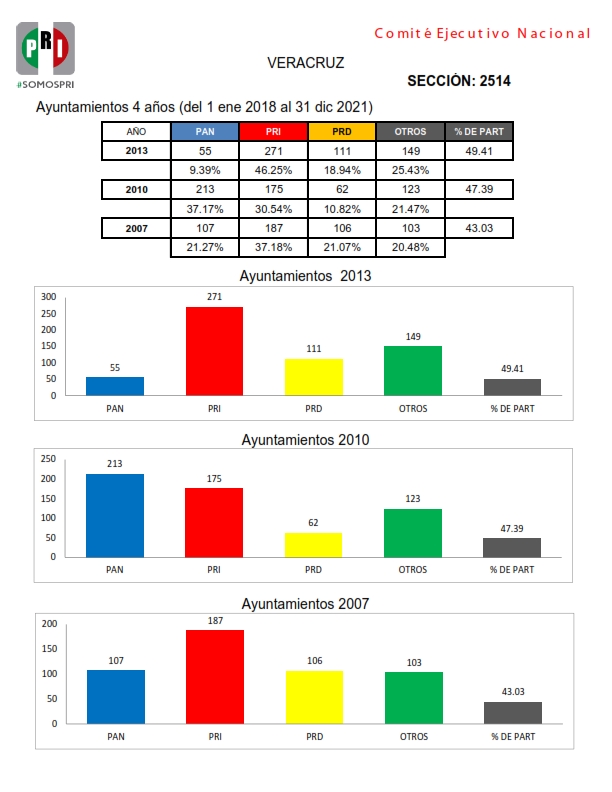 PRI
#SOMOSPRI
Comité Ejecutivo Nacional
VERACRUZ
SECCIÓN: 2514
Ayuntamientos 4 años (del 1 ene 2018 al 31 dic 2021)
AÑO PAN PRI PRD OTROS % DE PART
2013 55 271 111 149 49.41
9.39% 46.25% 18.94% 25.43%
2010 213 175 62 123 47.39
37.17% 30.54% 10.82% 21.47%
2007 107 187 106 103 43.03
21.27% 37.18% 21.07% 20.48%
Ayuntamientos 2013
300
250
200
150
100
50
0
55 271 111 149 49.41
PAN PRI PRD OTROS % DE PART
Ayuntamientos 2010
250
200
150
100
50
0
213 175 62 123 47.39
PAN PRI PRD OTROS % DE PART
Ayuntamientos 2007
200
150
100
50
0
107 187 106 103 43.03
PAN PRI PRD OTROS % DE PART